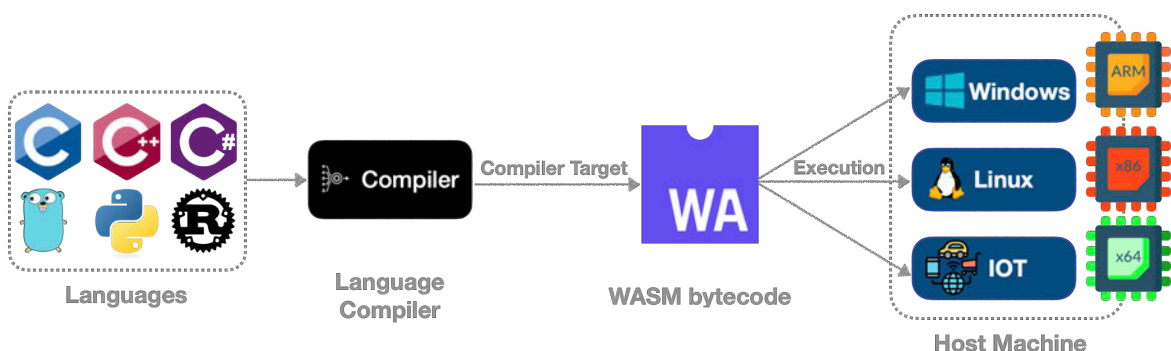 C
C++
C#
R
Languages
Compiler
Language
Compiler
Compiler Target
WA
WASM bytecode
Execution
Windows
Linux
IOT
ARM
x86
x64
Host Machine